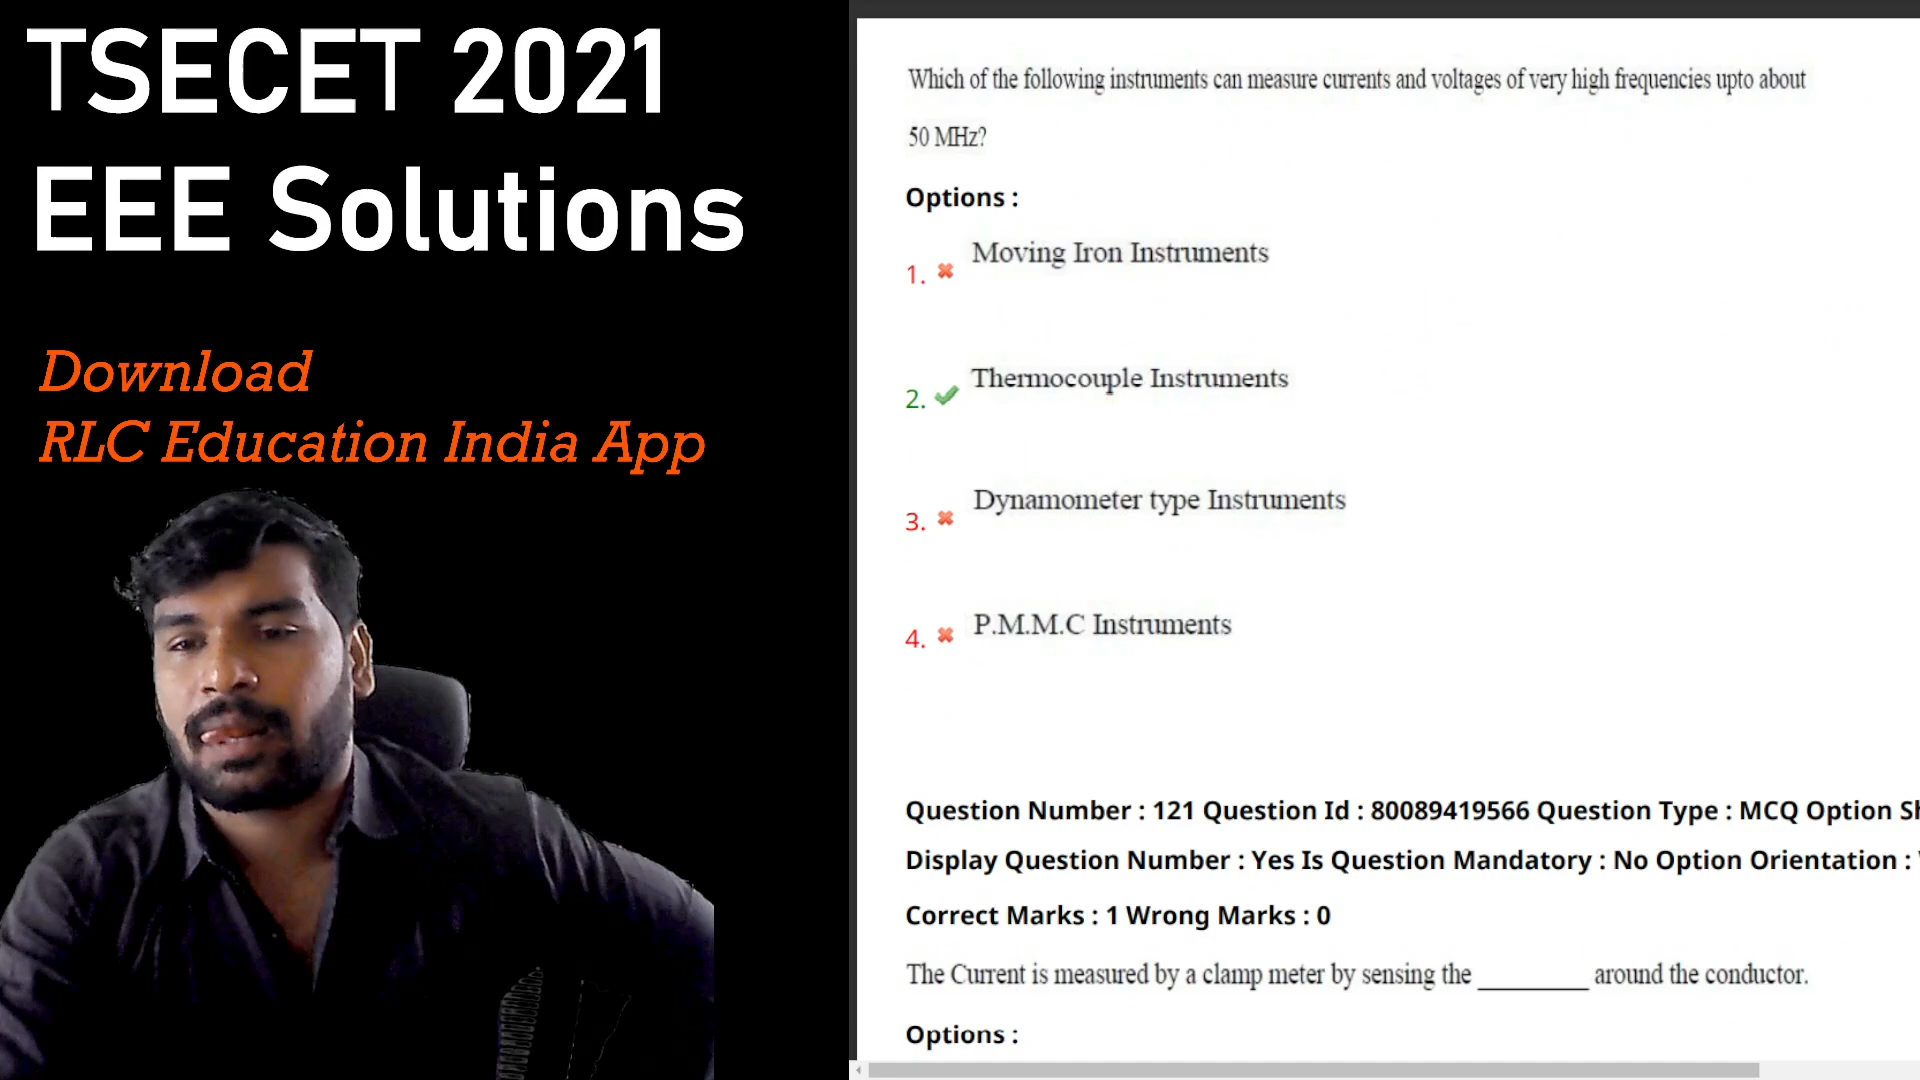 TSECET 2021
EEE Solutions
Download
RLC Education India App
Which of the following instruments can measure currents and voltages of very high frequencies upto about
50 MHz?
Options :
1. Moving Iron Instruments
2. Thermocouple Instruments
3. Dynamometer type Instruments
4. P.M.M.C Instruments
Question Number : 121 Question Id : 80089419566 Question Type : MCQ Option
Display Question Number : Yes Is Question Mandatory : No Option Orientation :
Correct Marks : 1 Wrong Marks : 0
The Current is measured by a clamp meter by sensing the ________ around the conductor.
Options :